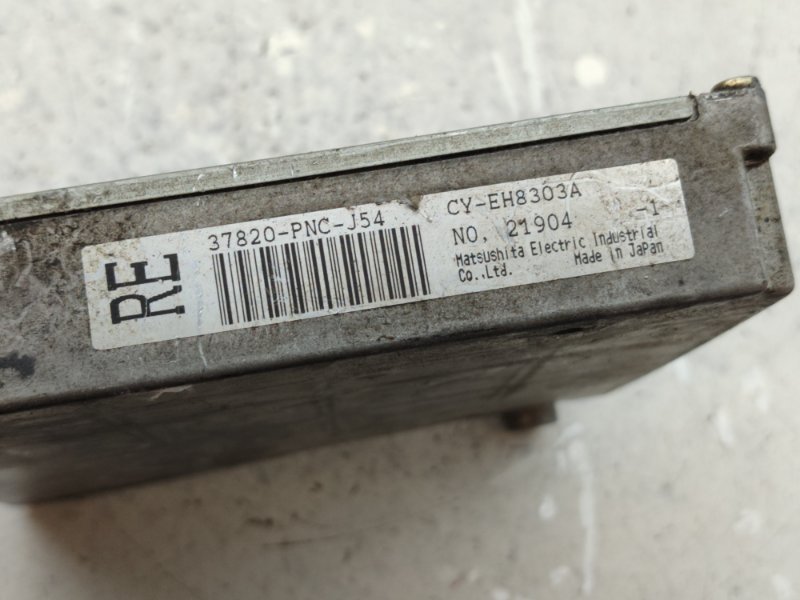 RE
37820-PNC-J54
CY-EH8303A
NO. 21904 -1
Matsushita Electric Industrial
Co.,Ltd. Made in Japan